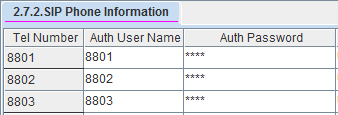 2.7.2.SIP Phone Information
Tel Number Auth User Name Auth Password
8801 8801 ****
8802 8802 ****
8803 8803 ****